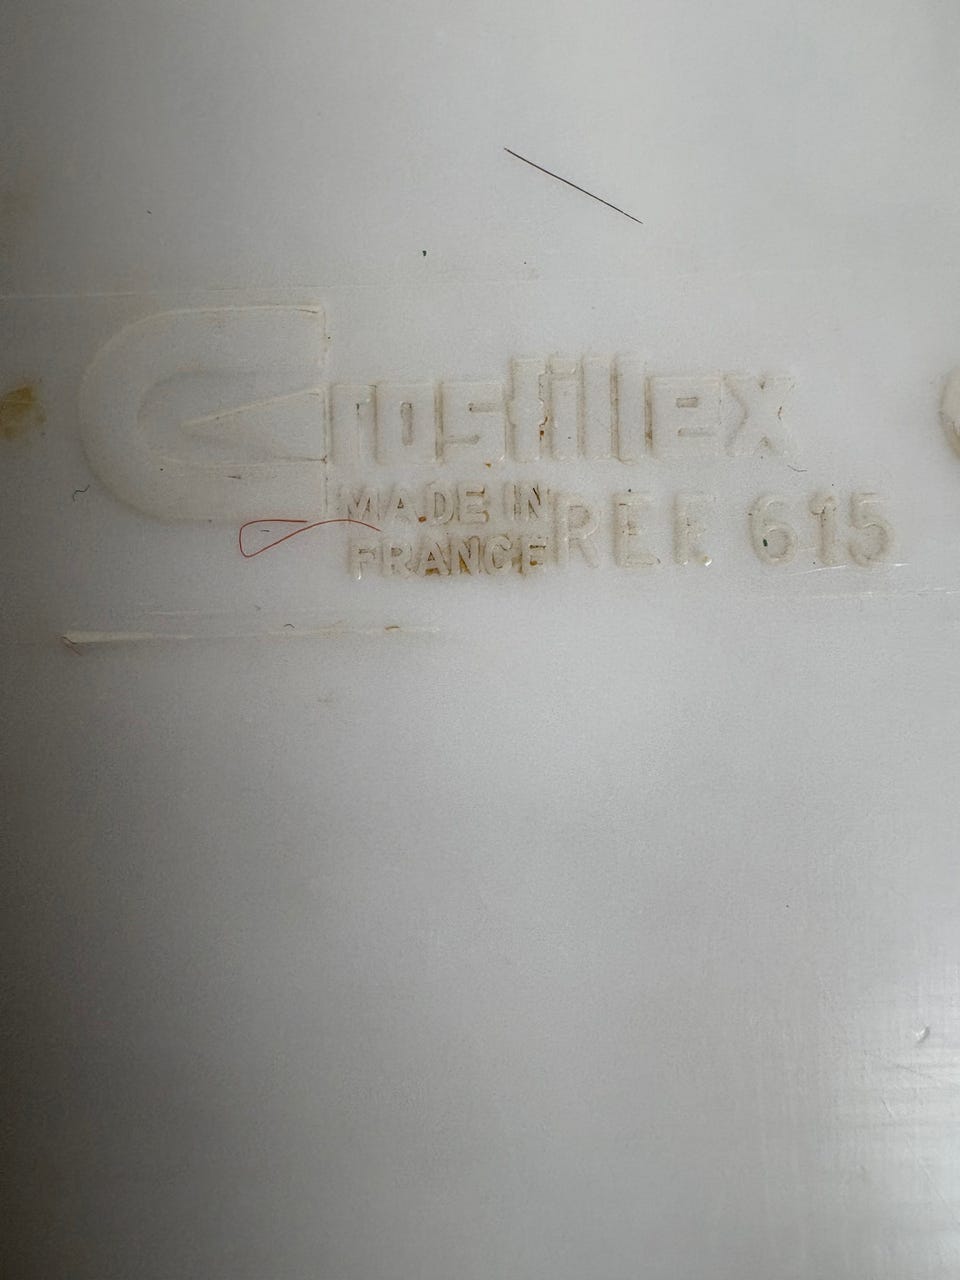 Grosfillex
MADE IN
FRANCE REF. 615